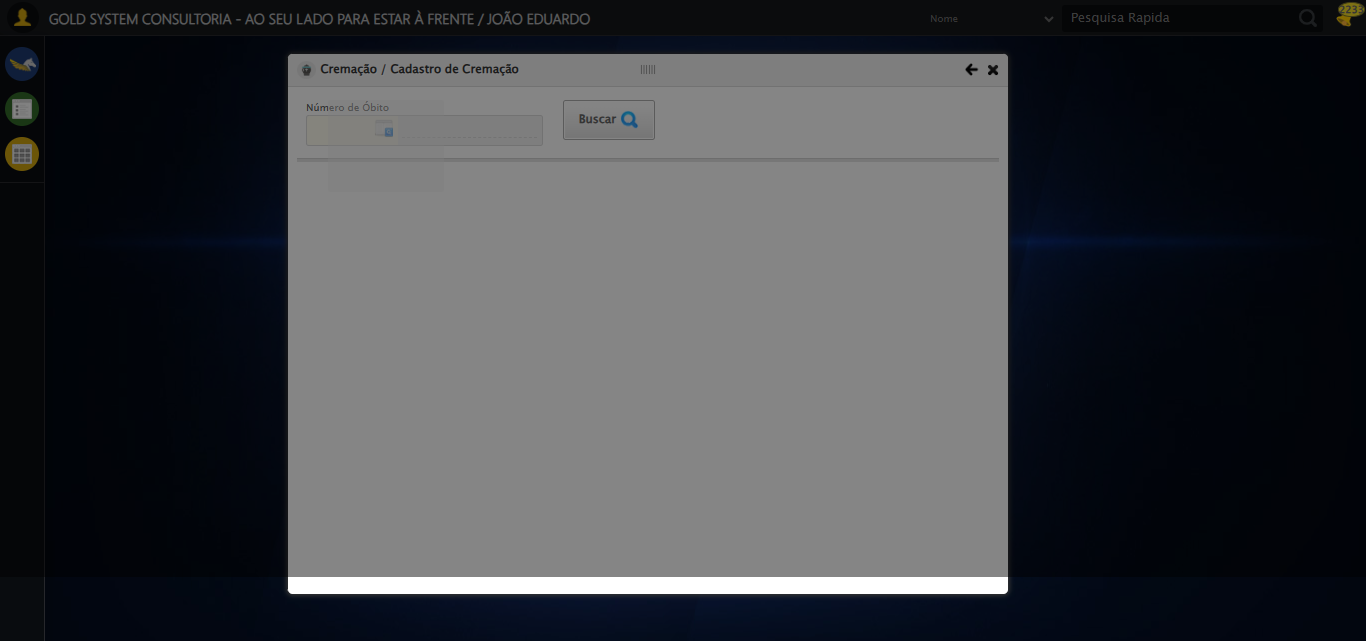 GOLD SYSTEM CONSULTORIA - AO SEU LADO PARA ESTAR À FRENTE / JOÃO EDUARDO
Nome
Pesquisa Rapida
2233
Cremação / Cadastro de Cremação
Número de Óbito
Buscar